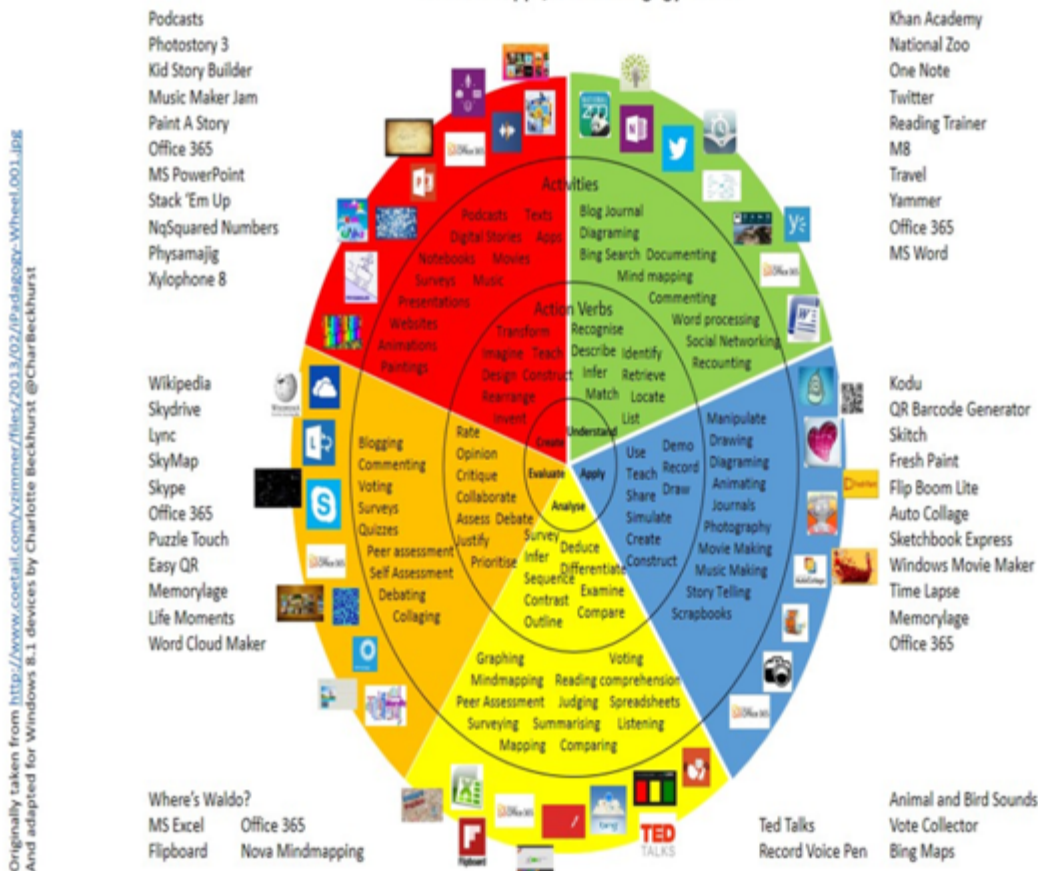 Podcasts
Photostory 3
Kid Story Builder
Music Maker Jam
Paint A Story
Office 365
MS PowerPoint
Stack 'Em Up
NqSquared Numbers
Physamajig
Xylophone 8
Khan Academy
National Zoo
One Note
Twitter
Reading Trainer
M8
Travel
Yammer
Office 365
MS Word
Activities
Podcasts Texts
Digital Stories Apps
Notebooks Movies
Surveys Music
Presentations
Websites
Animations
Paintings
Blog Journal
Diagraming
Bing Search Documenting
Mind mapping
Commenting
Word processing
Social Networking
Recounting
Action Verbs
Transform
Imagine Teach
Design Construct
Rearrange
Invent
Create
Recognise
Describe Identify
Infer Retrieve
Match Locate
List
Understand
Wikipedia
Skydrive
Lync
SkyMap
Skype
Office 365
Puzzle Touch
Easy QR
Memorylage
Life Moments
Word Cloud Maker
Blogging
Commenting
Voting
Surveys
Quizzes
Peer assessment
Self Assessment
Debating
Collaging
Rate
Opinion
Critique
Collaborate
Assess Debate
Justify
Prioritise
Evaluate
Apply
Analyse
Use Demo
Teach Record
Share Draw
Simulate
Create
Construct
Manipulate
Drawing
Diagraming
Animating
Journals
Photography
Movie Making
Music Making
Story Telling
Scrapbooks
Kodu
QR Barcode Generator
Skitch
Fresh Paint
Flip Boom Lite
Auto Collage
Sketchbook Express
Windows Movie Maker
Time Lapse
Memorylage
Office 365
Survey Deduce
Infer Differentiate
Sequence Examine
Contrast Compare
Outline
Graphing Voting
Mindmapping Reading comprehension
Peer Assessment Judging Spreadsheets
Surveying Summarising Listening
Mapping Comparing
Where's Waldo?
MS Excel Office 365
Flipboard Nova Mindmapping
Flipboard
bing
TED
TALKS
Ted Talks
Record Voice Pen
Animal and Bird Sounds
Vote Collector
Bing Maps
Originally taken from http://www.coetail.com/vzimmer/files/2013/02/iPadagogy-Wheel.001.jpg
And adapted for Windows 8.1 devices by Charlotte Beckhurst @CharBeckhurst